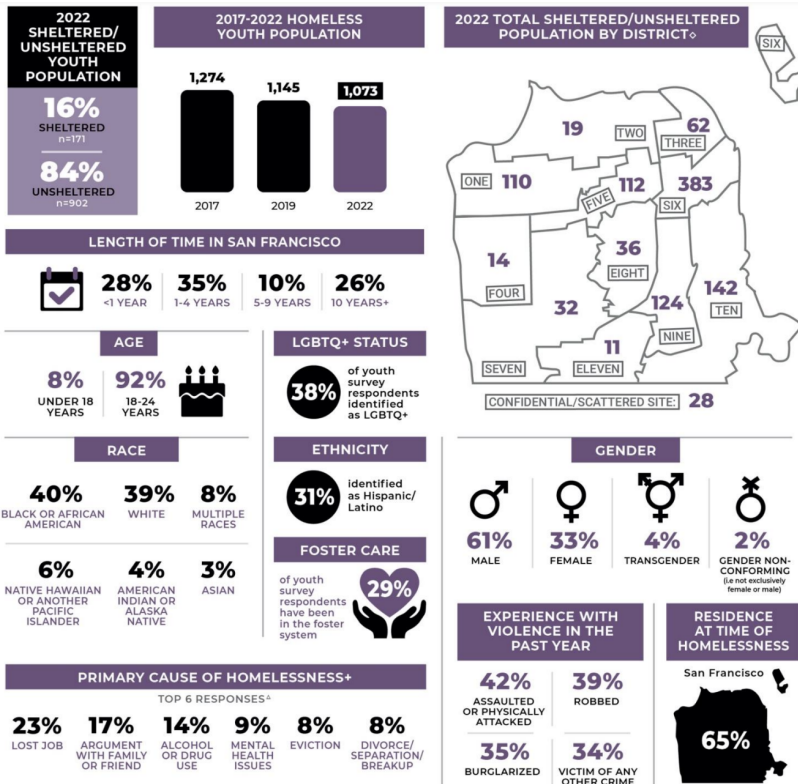 2022
SHELTERED/
UNSHELTERED
YOUTH
POPULATION
16%
SHELTERED
n=171
84%
UNSHELTERED
n=902
2017-2022 HOMELESS
YOUTH POPULATION
1,274
1,145
1,073
2017
2019
2022
2022 TOTAL SHELTERED/UNSHELTERED
POPULATION BY DISTRICT◇
SIX
19
TWO
62
THREE
ONE
110
FIVE
112
383
SIX
14
FOUR
36
EIGHT
32
124
NINE
142
TEN
SEVEN
11
ELEVEN
CONFIDENTIAL/SCATTERED SITE:
28
LENGTH OF TIME IN SAN FRANCISCO
28%
<1 YEAR
35%
1-4 YEARS
10%
5-9 YEARS
26%
10 YEARS+
AGE
8%
UNDER 18
YEARS
92%
18-24
YEARS
LGBTQ+ STATUS
38%
of youth
survey
respondents
identified
as LGBTQ+
RACE
40%
BLACK OR AFRICAN
AMERICAN
39%
WHITE
8%
MULTIPLE
RACES
6%
NATIVE HAWAIIAN
OR ANOTHER
PACIFIC
ISLANDER
4%
AMERICAN
INDIAN OR
ALASKA
NATIVE
3%
ASIAN
ETHNICITY
31%
identified
as Hispanic/
Latino
FOSTER CARE
of youth
survey
respondents
have been
in the foster
system
29%
GENDER
61%
MALE
33%
FEMALE
4%
TRANSGENDER
2%
GENDER NON-
CONFORMING
(i.e not exclusively
female or male)
EXPERIENCE WITH
VIOLENCE IN THE
PAST YEAR
42%
ASSAULTED
OR PHYSICALLY
ATTACKED
39%
ROBBED
35%
BURGLARIZED
34%
VICTIM OF ANY
OTHER CRIME
RESIDENCE
AT TIME OF
HOMELESSNESS
San Francisco
65%
PRIMARY CAUSE OF HOMELESSNESS+
TOP 6 RESPONSES△
23%
LOST JOB
17%
ARGUMENT
WITH FAMILY
OR FRIEND
14%
ALCOHOL
OR DRUG
USE
9%
MENTAL
HEALTH
ISSUES
8%
EVICTION
8%
DIVORCE/
SEPARATION/
BREAKUP